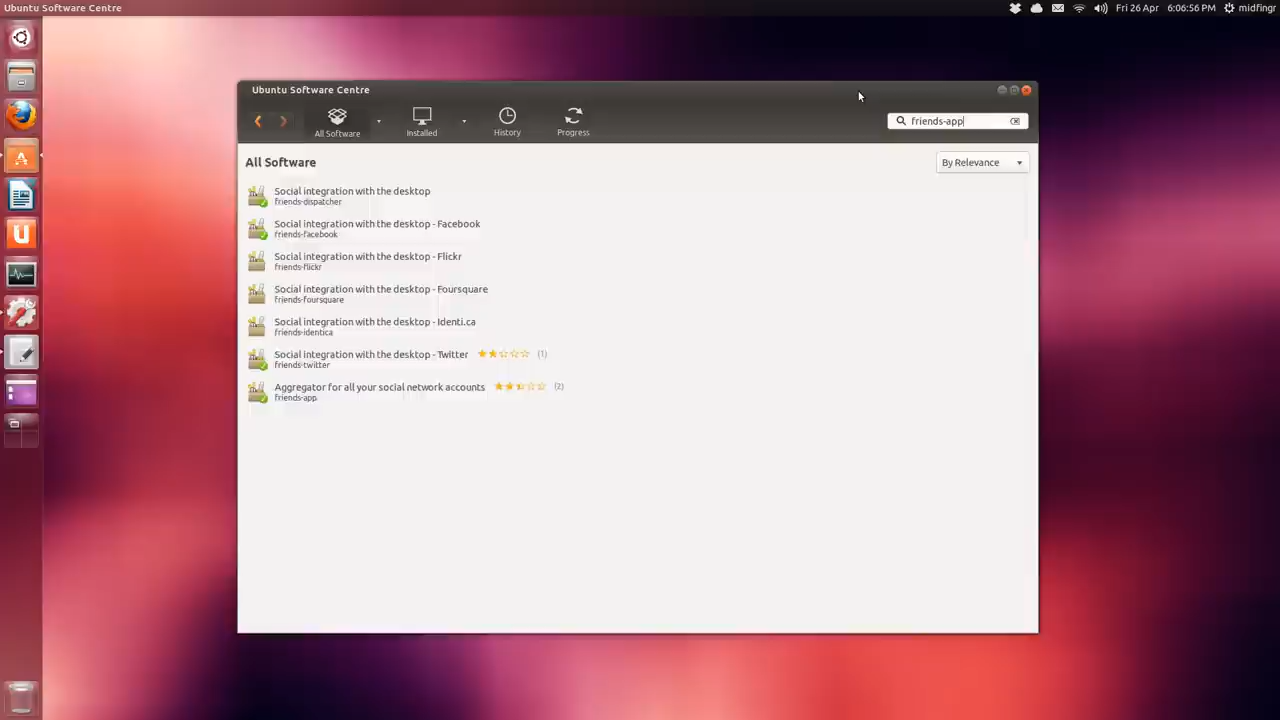 Ubuntu Software Centre
Fri 26 Apr 6:06:56 PM midfingr
Ubuntu Software Centre
All Software
Installed
History
Progress
friends-app
All Software
By Relevance
Social integration with the desktop
friends-dispatcher
Social integration with the desktop - Facebook
friends-facebook
Social integration with the desktop - Flickr
friends-flickr
Social integration with the desktop - Foursquare
friends-foursquare
Social integration with the desktop - Identi.ca
friends-identica
Social integration with the desktop - Twitter (1)
friends-twitter
Aggregator for all your social network accounts (2)
friends-app